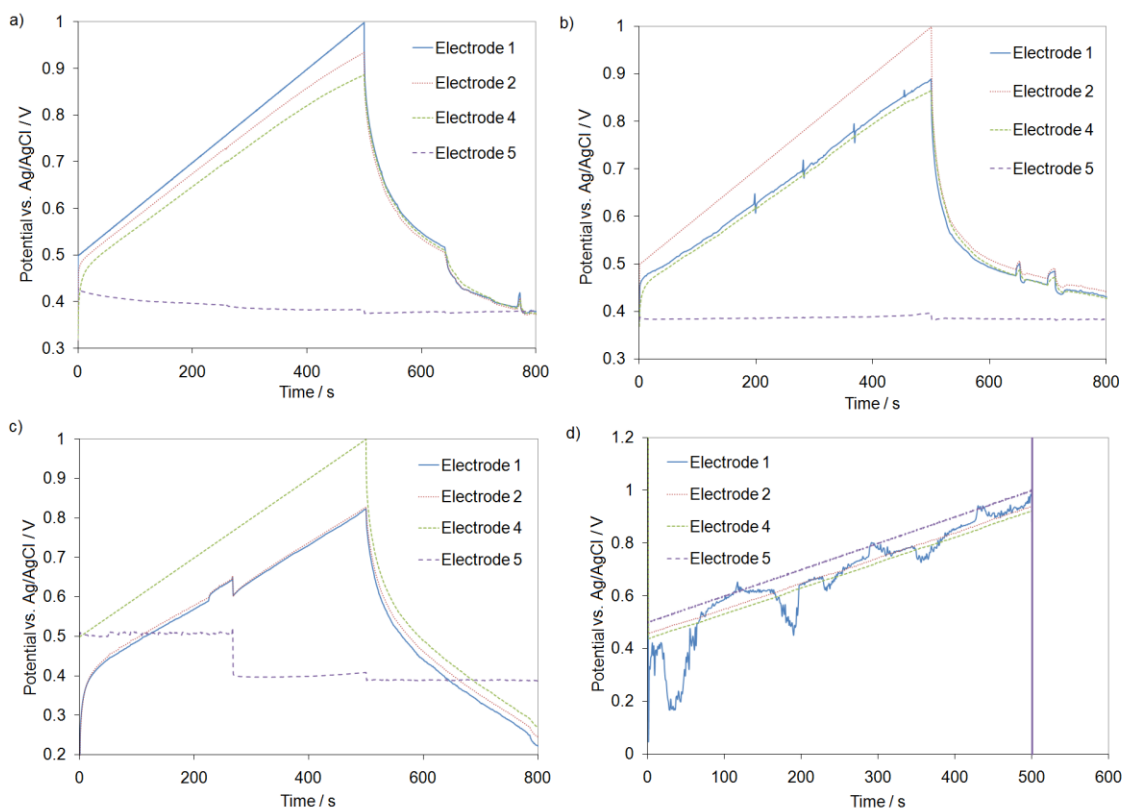 a)
Potential vs. Ag/AgCl / V
1
0.9
0.8
0.7
0.6
0.5
0.4
0.3
Electrode 1
Electrode 2
Electrode 4
Electrode 5
0 200 400 600 800
Time / s
b)
Potential vs. Ag/AgCl / V
1
0.9
0.8
0.7
0.6
0.5
0.4
0.3
Electrode 1
Electrode 2
Electrode 4
Electrode 5
0 200 400 600 800
Time / s
c)
Potential vs. Ag/AgCl / V
1
0.9
0.8
0.7
0.6
0.5
0.4
0.3
0.2
Electrode 1
Electrode 2
Electrode 4
Electrode 5
0 200 400 600 800
Time / s
d)
Potential vs. Ag/AgCl / V
1.2
1
0.8
0.6
0.4
0.2
0
Electrode 1
Electrode 2
Electrode 4
Electrode 5
0 100 200 300 400 500 600
Time / s